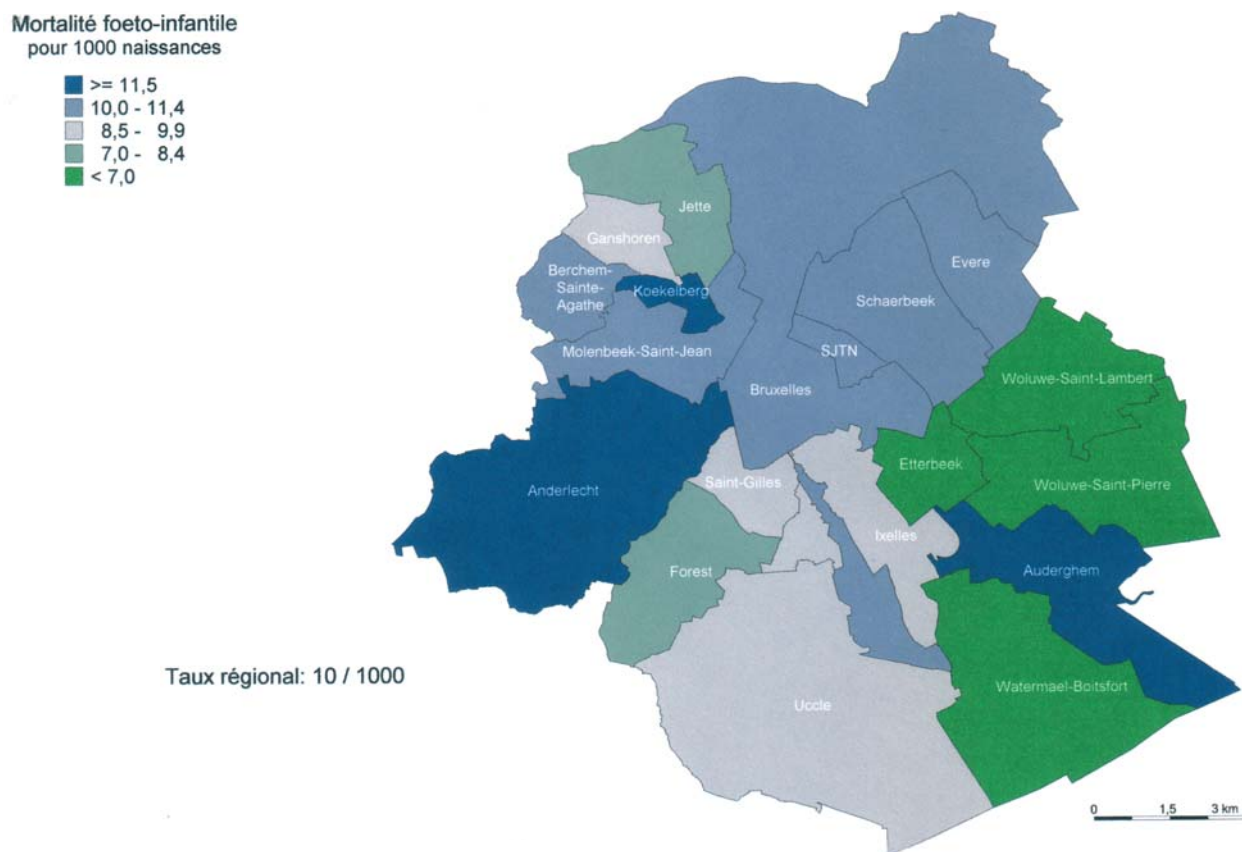 Mortalité foeto-infantile
pour 1000 naissances
>= 11,5
10,0 - 11,4
8,5 - 9,9
7,0 - 8,4
< 7,0
Jette
Ganshoren
Evere
Berchem-
Sainte-
Agathe
Koekelberg
Schaerbeek
Molenbeek-Saint-Jean
SJTN
Woluwe-Saint-Lambert
Bruxelles
Etterbeek
Woluwe-Saint-Pierre
Saint-Gilles
Anderlecht
Ixelles
Forest
Auderghem
Taux régional: 10 / 1000
Watermael-Boitsfort
Uccle
0 1,5 3 km